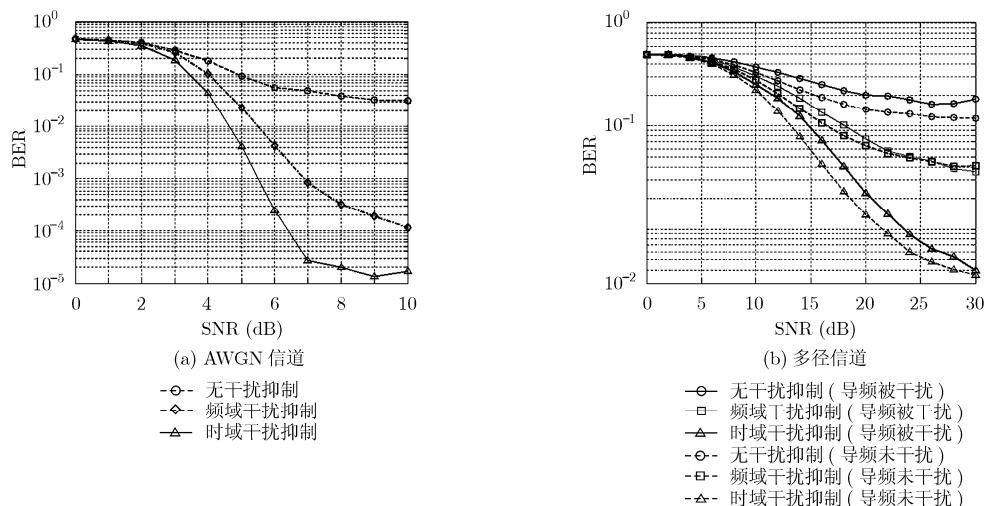 10^0
10^-1
10^-2
10^-3
10^-4
10^-5
BER
0 2 4 6 8 10
SNR (dB)
(a) AWGN 信道
无干扰抑制
频域干扰抑制
时域干扰抑制
10^0
10^-1
10^-2
BER
0 5 10 15 20 25 30
SNR (dB)
(b) 多径信道
无干扰抑制 ( 导频被干扰 )
频域干扰抑制 ( 导频被干扰 )
时域干扰抑制 ( 导频被干扰 )
无干扰抑制 ( 导频未干扰 )
频域干扰抑制 ( 导频未干扰 )
时域干扰抑制 ( 导频未干扰 )